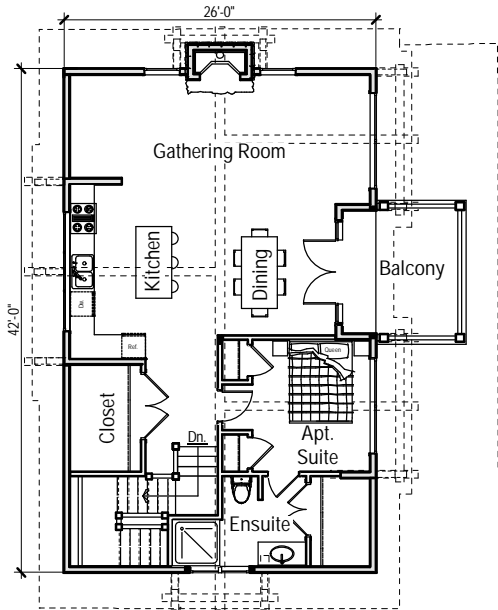 26'-0"
Gathering Room
42'-0"
Kitchen
Dining
Balcony
Ref.
Queen
Closet
Apt.
Suite
Dn.
Ensuite